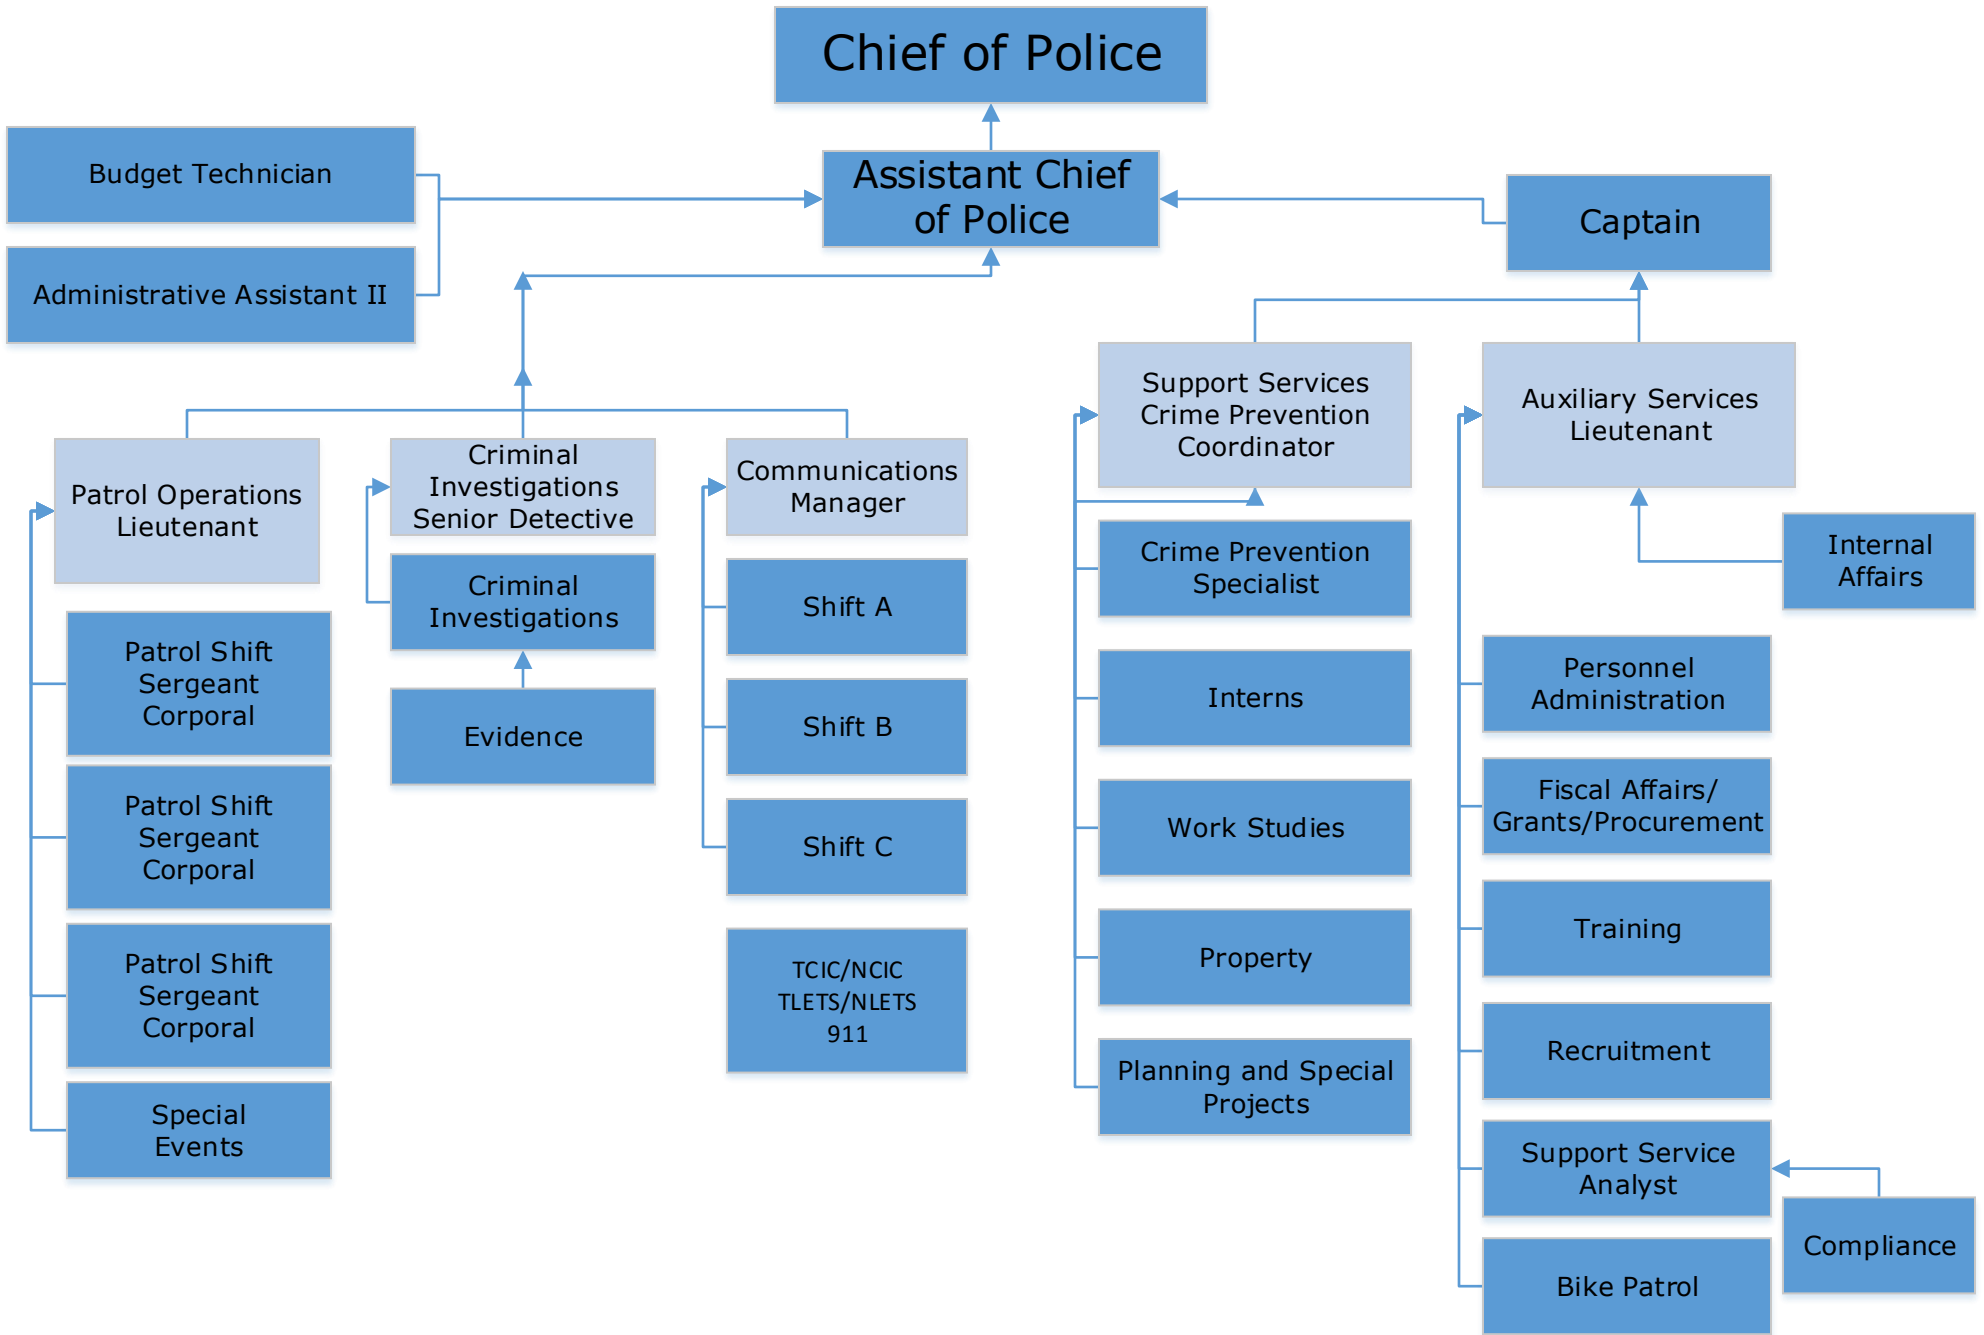 Chief of Police
Assistant Chief
of Police
Budget Technician
Administrative Assistant II
Captain
Patrol Operations
Lieutenant
Patrol Shift
Sergeant
Corporal
Patrol Shift
Sergeant
Corporal
Patrol Shift
Sergeant
Corporal
Special
Events
Criminal
Investigations
Senior Detective
Criminal
Investigations
Evidence
Communications
Manager
Shift A
Shift B
Shift C
TCIC/NCIC
TLETS/NLETS
911
Support Services
Crime Prevention
Coordinator
Crime Prevention
Specialist
Interns
Work Studies
Property
Planning and Special
Projects
Auxiliary Services
Lieutenant
Internal
Affairs
Personnel
Administration
Fiscal Affairs/
Grants/Procurement
Training
Recruitment
Support Service
Analyst
Compliance
Bike Patrol